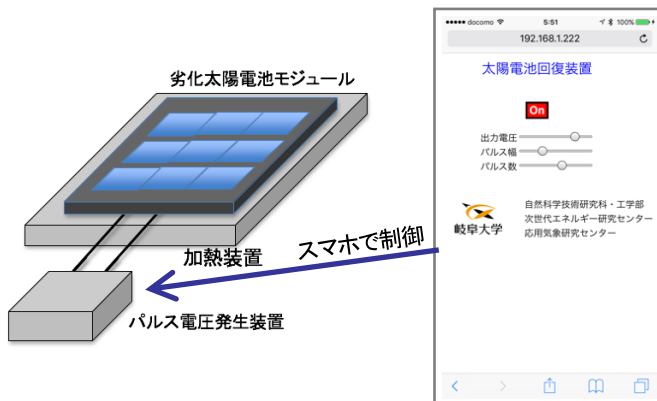 劣化太陽電池モジュール
加熱装置
スマホで制御
パルス電圧発生装置
docomo 5:51 100%
192.168.1.222
太陽電池回復装置
On
出力電圧
パルス幅
パルス数
岐阜大学
自然科学技術研究科・工学部
次世代エネルギー研究センター
応用気象研究センター